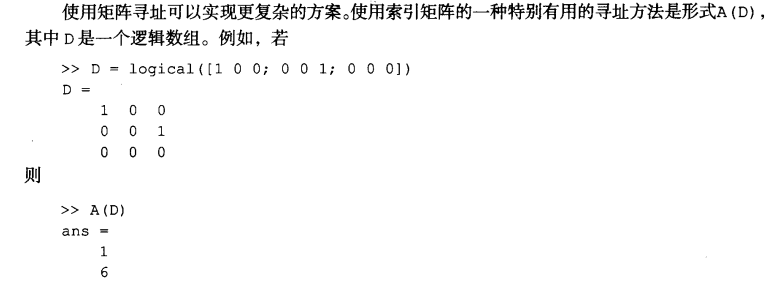 使用矩阵寻址可以实现更复杂的方案。使用索引矩阵的一种特别有用的寻址方法是形式A(D)，
其中D是一个逻辑数组。例如，若
>> D = logical([1 0 0; 0 0 1; 0 0 0])
D =
1 0 0
0 0 1
0 0 0
则
>> A(D)
ans =
1
6